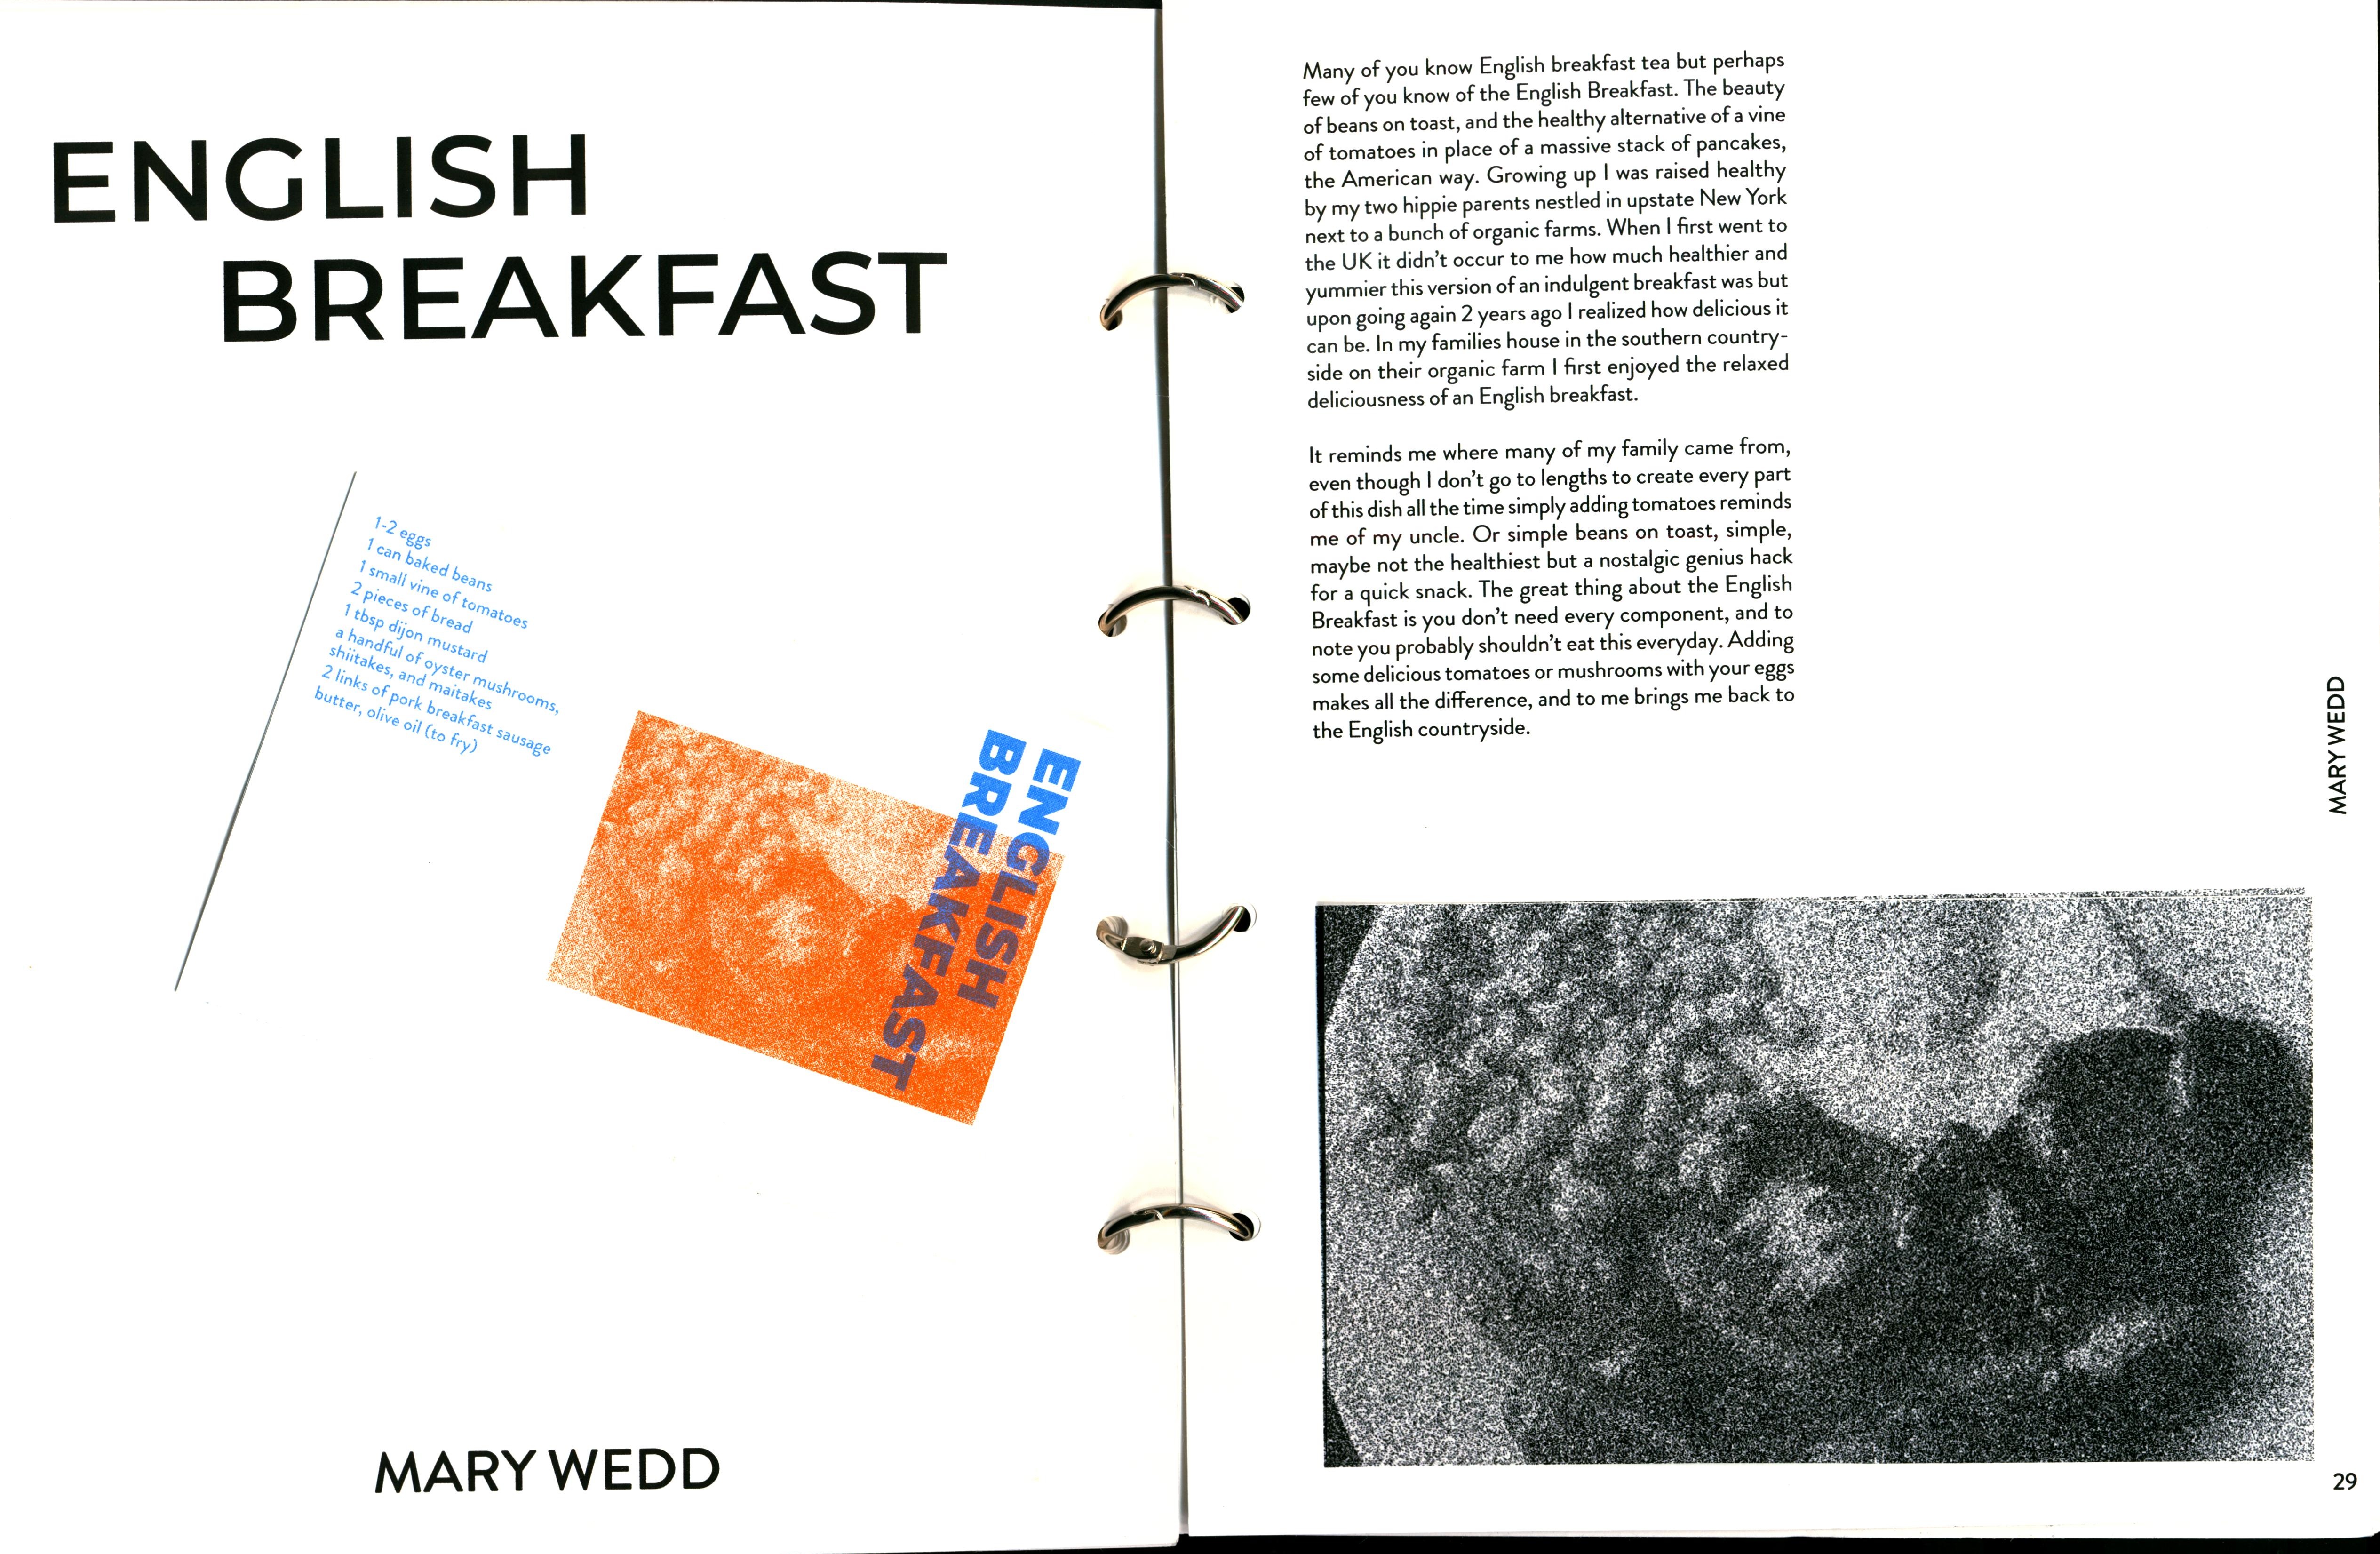 ENGLISH
BREAKFAST
1-2 eggs
1 can baked beans
1 small vine of tomatoes
2 pieces of bread
1 tbsp dijon mustard
a handful of oyster mushrooms,
shiitakes, and maitakes
2 links of pork breakfast sausage
butter, olive oil (to fry)
ENGLISH
BREAKFAST
MARY WEDD
Many of you know English breakfast tea but perhaps
few of you know of the English Breakfast. The beauty
of beans on toast, and the healthy alternative of a vine
of tomatoes in place of a massive stack of pancakes,
the American way. Growing up I was raised healthy
by my two hippie parents nestled in upstate New York
next to a bunch of organic farms. When I first went to
the UK it didn't occur to me how much healthier and
yummier this version of an indulgent breakfast was but
upon going again 2 years ago I realized how delicious it
can be. In my families house in the southern country-
side on their organic farm I first enjoyed the relaxed
deliciousness of an English breakfast.
It reminds me where many of my family came from,
even though I don't go to lengths to create every part
of this dish all the time simply adding tomatoes reminds
me of my uncle. Or simple beans on toast, simple,
maybe not the healthiest but a nostalgic genius hack
for a quick snack. The great thing about the English
Breakfast is you don't need every component, and to
note you probably shouldn't eat this everyday. Adding
some delicious tomatoes or mushrooms with your eggs
makes all the difference, and to me brings me back to
the English countryside.
MARY WEDD
29